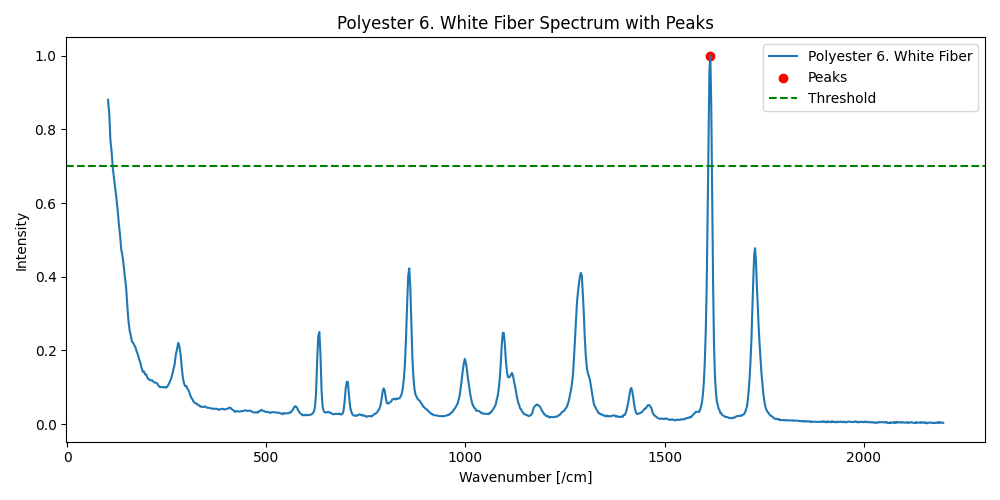 Polyester 6. White Fiber Spectrum with Peaks
Polyester 6. White Fiber
Peaks
Threshold
Intensity
1.0
0.8
0.6
0.4
0.2
0.0
0
500
1000
1500
2000
Wavenumber [/cm]